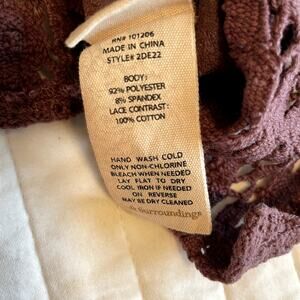 RN# 101206
MADE IN CHINA
STYLE# 2DE22
BODY:
92% POLYESTER
8% SPANDEX
LACE CONTRAST:
100% COTTON
HAND WASH COLD
ONLY NON-CHLORINE
BLEACH WHEN NEEDED
LAY FLAT TO DRY
COOL IRON IF NEEDED
ON REVERSE
MAY BE DRY CLEANED
Surroundings